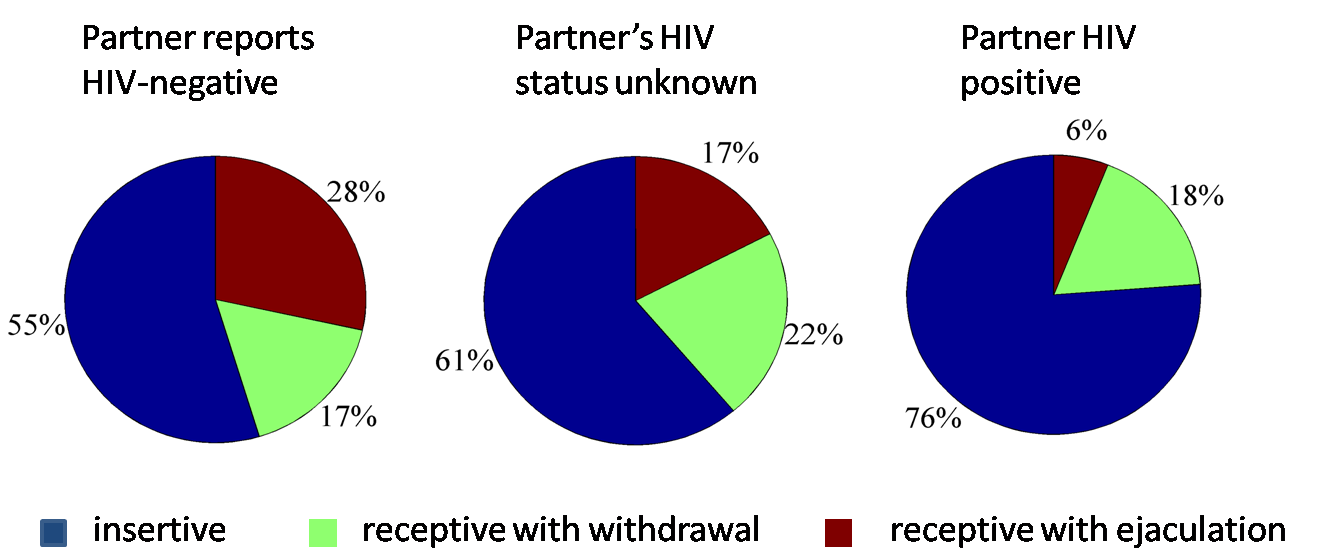 Partner reports
HIV-negative
Partner’s HIV
status unknown
Partner HIV
positive
28%
55%
17%
17%
61%
22%
6%
18%
76%
insertive
receptive with withdrawal
receptive with ejaculation